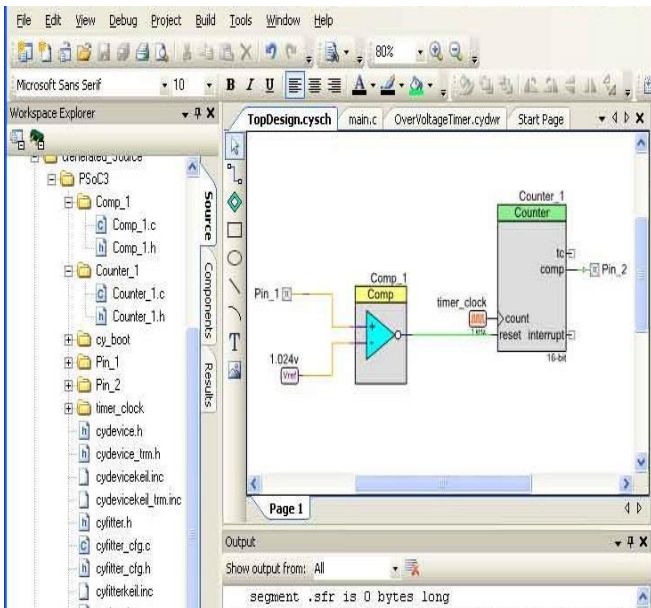 File Edit View Debug Project Build Tools Window Help
80%
Microsoft Sans Serif 10 B I U A
Workspace Explorer
Generated_Source
PSoC3
Comp_1
Comp_1.c
Comp_1.h
Counter_1
Counter_1.c
Counter_1.h
cy_boot
Pin_1
Pin_2
timer_clock
cydevice.h
cydevice_trm.h
cydevicekeil.inc
cydevicekeil_trm.inc
cyfitter.h
cyfitter_cfg.c
cyfitter_cfg.h
cyfitterkeil.inc
Source
Components
Results
TopDesign.cysch main.c OverVoltageTimer.cydwr Start Page
T
Counter_1
Counter
tc
comp
Pin_2
Comp_1
Comp
Pin_1
timer_clock
count
reset interrupt
16-bit
1.024v
Vref
+
-
Page 1
Output
Show output from: All
segment .sfr is 0 bytes long